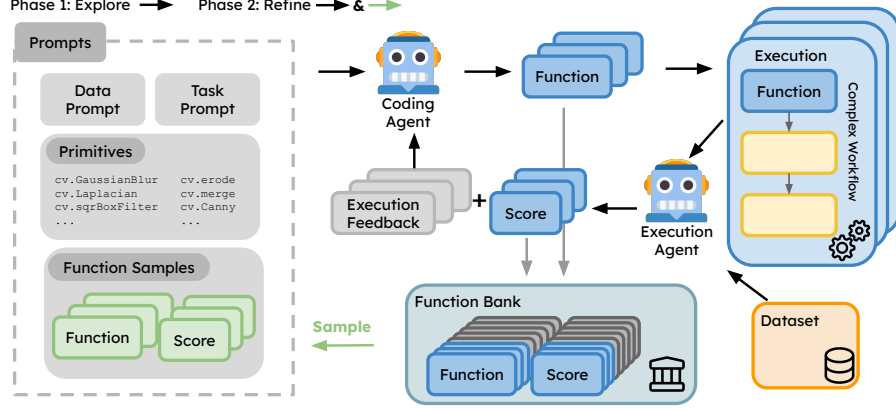 Phase 1: Explore
Phase 2: Refine
&
Prompts
Data
Prompt
Task
Prompt
Primitives
cv.GaussianBlur
cv.erode
cv.Laplacian
cv.merge
cv.sqrBoxFilter
cv.Canny
...
...
Function Samples
Function
Score
Coding
Agent
Function
Execution
Feedback
+
Score
Execution
Agent
Execution
Function
Complex Workflow
Dataset
Sample
Function Bank
Function
Score